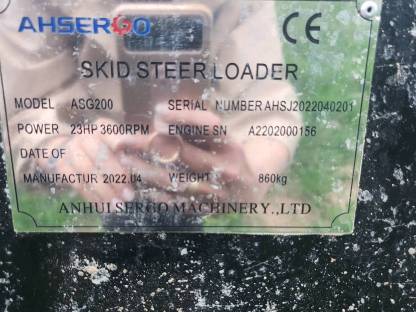 AHSERGO CE
SKID STEER LOADER
MODEL ASG200 SERIAL NUMBER AHSJ2022040201
POWER 23HP 3600RPM ENGINE SN A2202000156
DATE OF
MANUFACTUR 2022.04 WEIGHT 860kg
ANHUI SERGO MACHINERY.,LTD